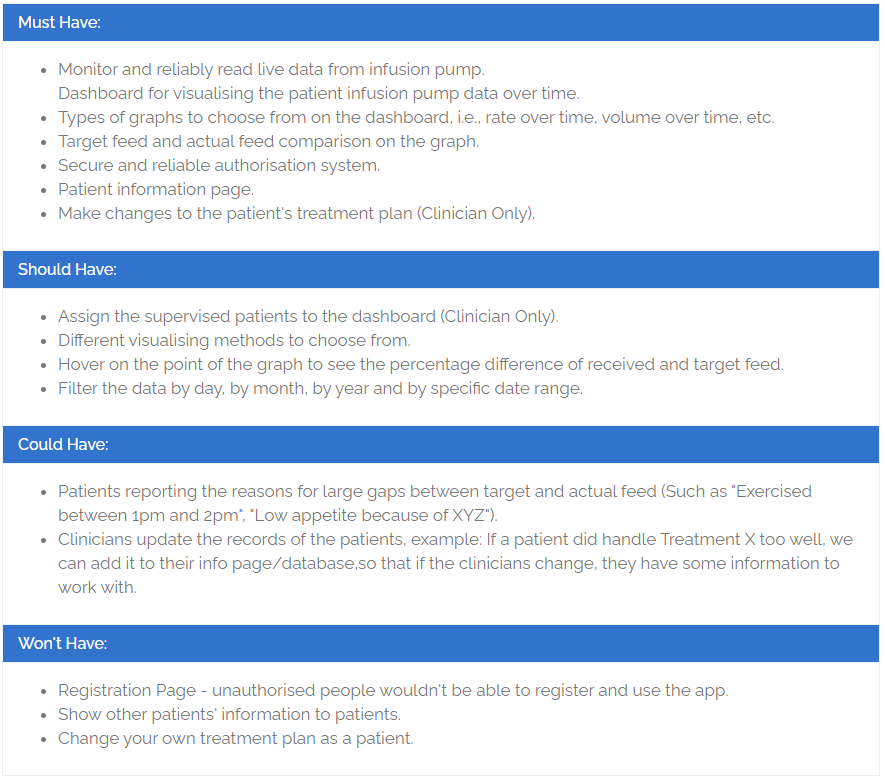 Must Have:
• Monitor and reliably read live data from infusion pump.
Dashboard for visualising the patient infusion pump data over time.
• Types of graphs to choose from on the dashboard, i.e., rate over time, volume over time, etc.
• Target feed and actual feed comparison on the graph.
• Secure and reliable authorisation system.
• Patient information page.
• Make changes to the patient's treatment plan (Clinician Only).
Should Have:
• Assign the supervised patients to the dashboard (Clinician Only).
• Different visualising methods to choose from.
• Hover on the point of the graph to see the percentage difference of received and target feed.
• Filter the data by day, by month, by year and by specific date range.
Could Have:
• Patients reporting the reasons for large gaps between target and actual feed (Such as "Exercised
between 1pm and 2pm", "Low appetite because of XYZ").
• Clinicians update the records of the patients, example: If a patient did handle Treatment X too well, we
can add it to their info page/database,so that if the clinicians change, they have some information to
work with.
Won't Have:
• Registration Page - unauthorised people wouldn't be able to register and use the app.
• Show other patients' information to patients.
• Change your own treatment plan as a patient.